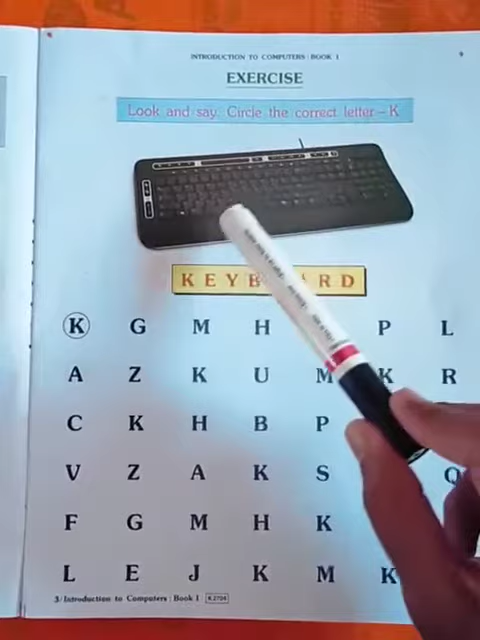 INTRODUCTION TO COMPUTERS : BOOK 1
9
EXERCISE
Look and say. Circle the correct letter – K
K E Y B A R D
K G M H P L
A Z K U M K R
C K H B P
V Z A K S Q
F G M H K
L E J K M K
3/Introduction to Computers : Book 1